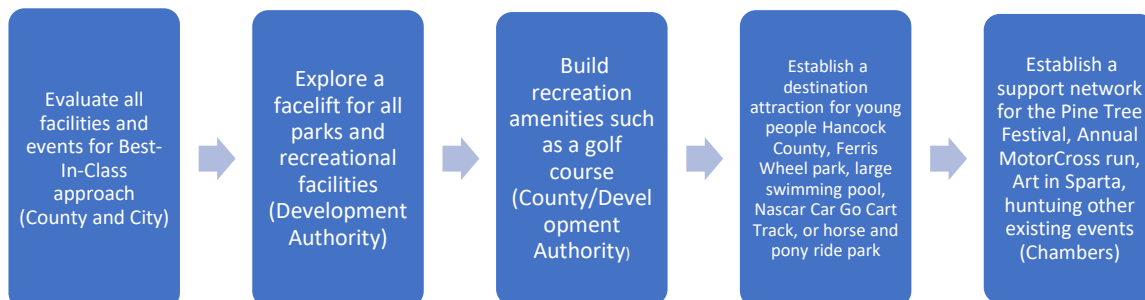 Evaluate all
facilities and
events for Best-
In-Class
approach
(County and City)
Explore a
facelift for all
parks and
recreational
facilities
(Development
Authority)
Build
recreation
amenities such
as a golf
course
(County/Devel
opment
Authority)
Establish a
destination
attraction for young
people Hancock
County, Ferris
Wheel park, large
swimming pool,
Nascar Car Go Cart
Track, or horse and
pony ride park
Establish a
support network
for the Pine Tree
Festival, Annual
MotorCross run,
Art in Sparta,
huntuing other
existing events
(Chambers)